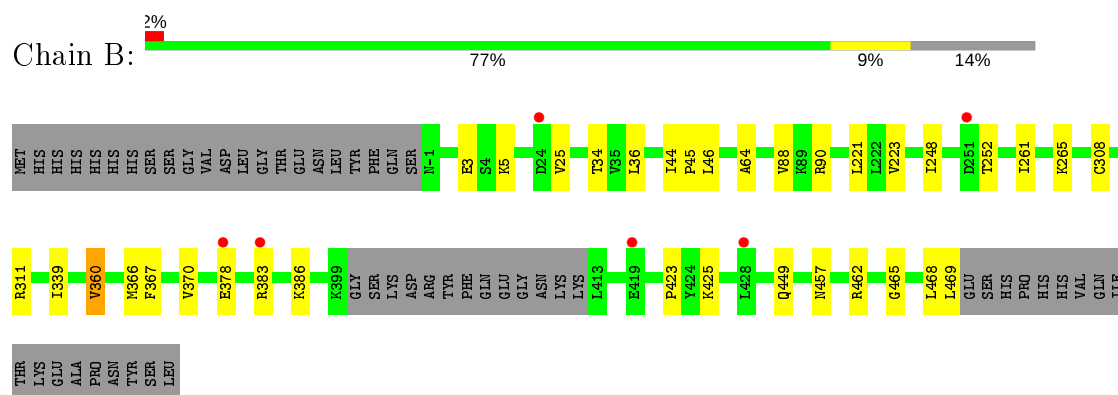 2%
Chain B:
77% 9% 14%
MET HIS HIS HIS HIS HIS HIS SER SER GLY VAL ASP LEU GLY THR GLU ASN LEU TYR PHE GLN SER N-1 E3 S4 K5 D24 V25 T34 V35 L36 I44 P45 L46 A64 V88 K89 R90 L221 L222 V223 I248 D251 T252 I261 K265 C308
R311 I339 V360 M366 F367 V370 E378 R383 K386 K399 GLY SER LYS ASP ARG TYR PHE GLN GLU GLY ASN LYS LYS L413 E419 P423 Y424 K425 L428 Q449 N457 R462 G465 L468 L469 GLU SER HIS PRO HIS HIS VAL GLN ILE
THR LYS GLU ALA PRO ASN TYR SER LEU